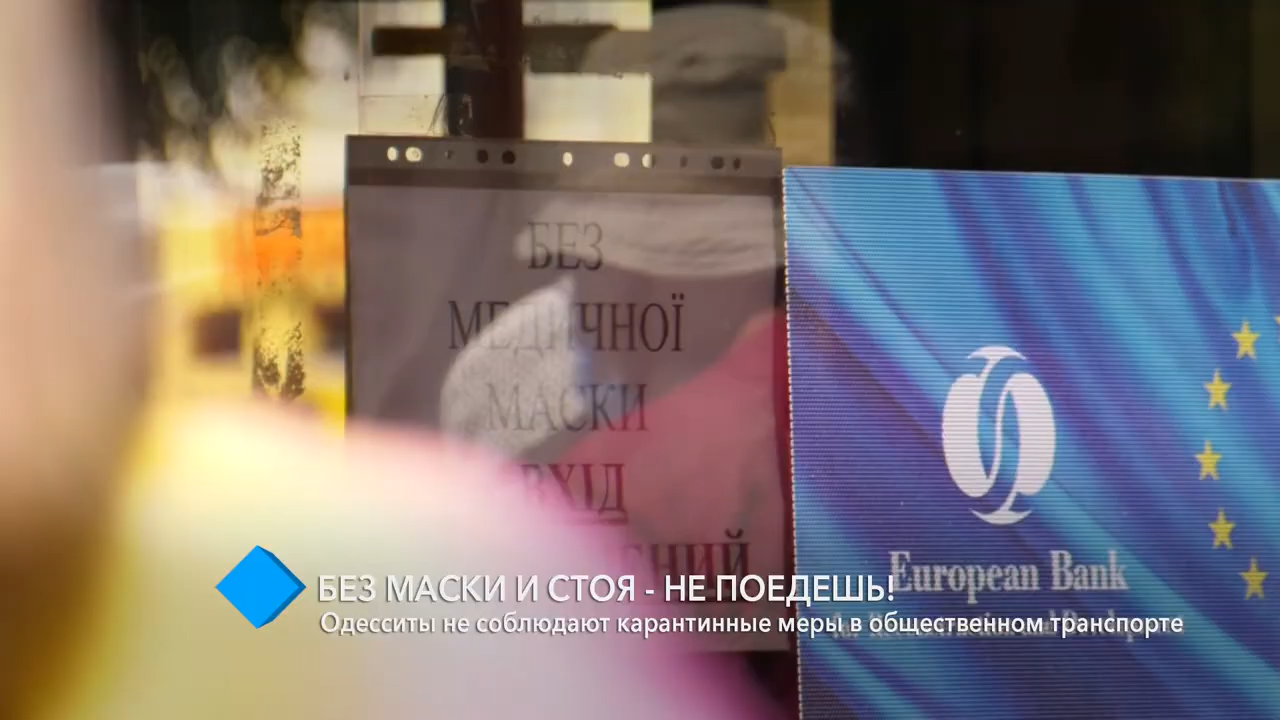 БЕЗ
МЕДИЧНОЇ
МАСКИ
ВХІД
European Bank
БЕЗ МАСКИ И СТОЯ - НЕ ПОЕДЕШЬ!
Одесситы не соблюдают карантинные меры в общественном транспорте